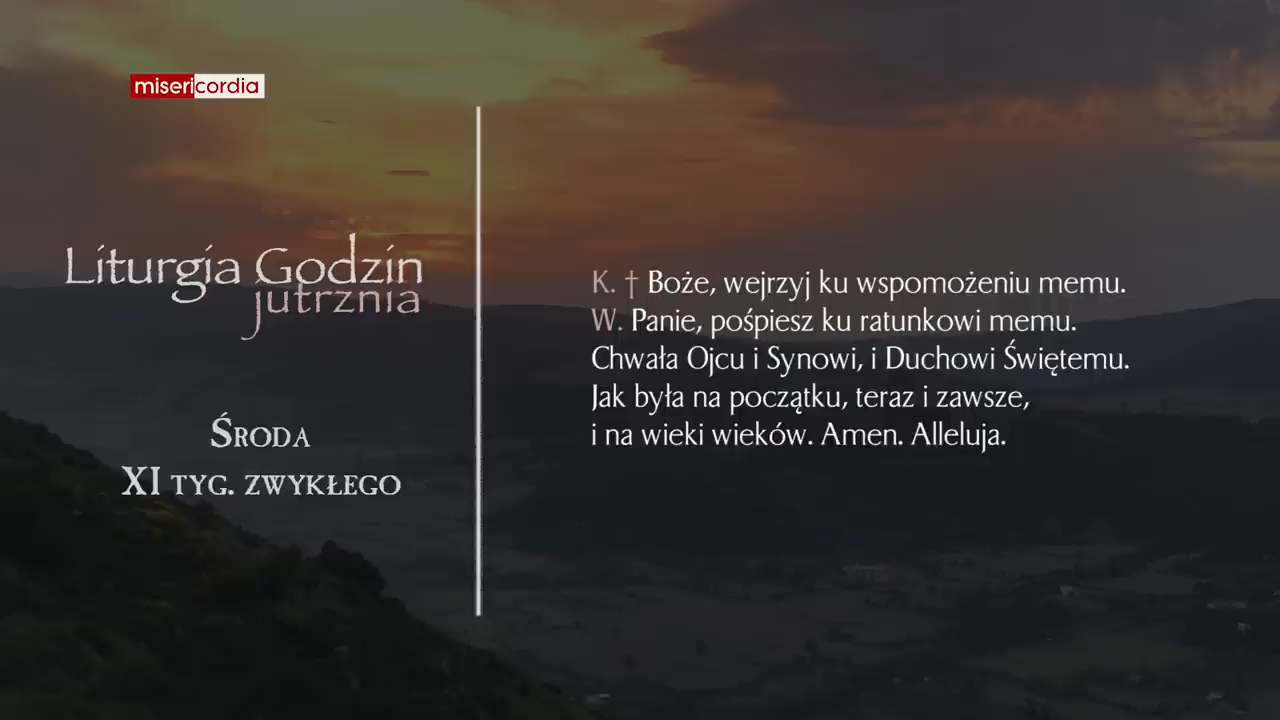 misericordia
Liturgia Godzin
jutrznia
Środa
XI tyg. zwykłego
K. † Boże, wejrzyj ku wspomożeniu memu.
W. Panie, pośpiesz ku ratunkowi memu.
Chwała Ojcu i Synowi, i Duchowi Świętemu.
Jak była na początku, teraz i zawsze,
i na wieki wieków. Amen. Alleluja.